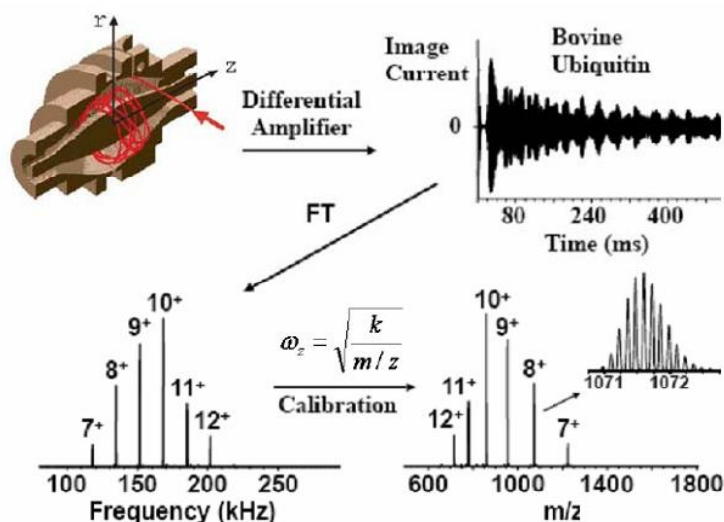 r
z
Differential
Amplifier
Image
Current
Bovine
Ubiquitin
0
80 240 400
Time (ms)
FT
7+
8+
9+
10+
11+
12+
100 150 200 250
Frequency (kHz)
ω_z = √(k / m/z)
Calibration
12+
11+
10+
9+
8+
7+
600 1000 1400 1800
m/z
1071 1072